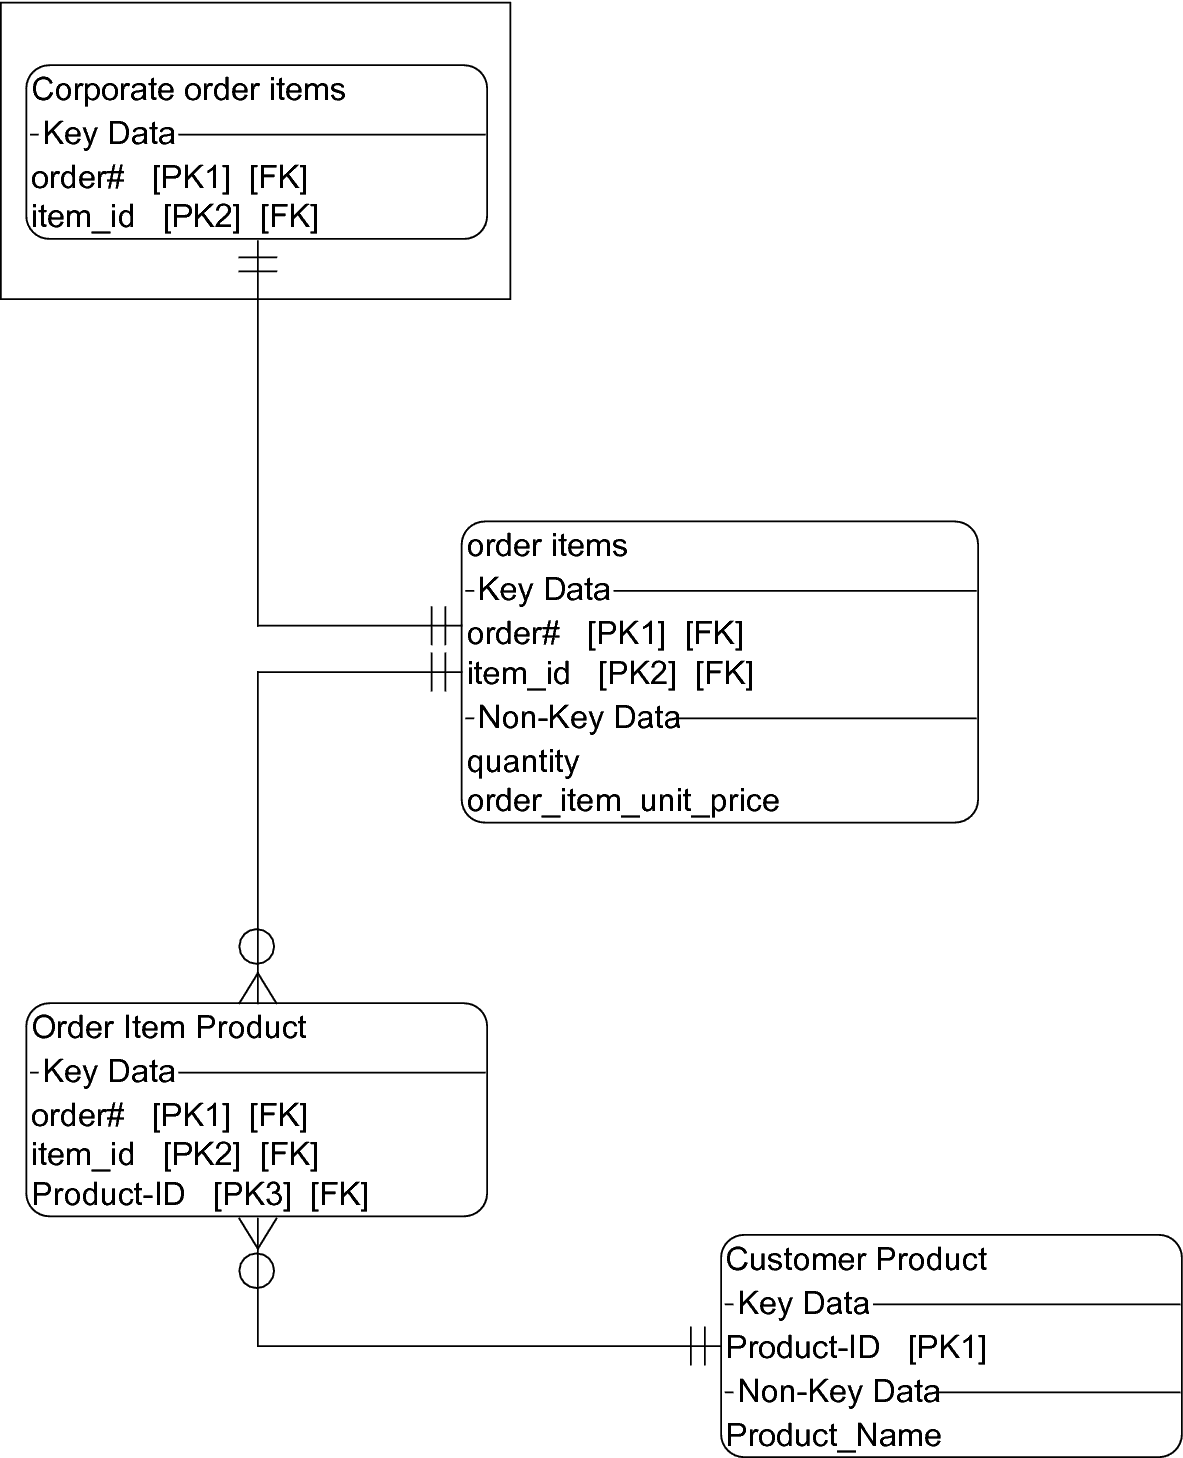 Corporate order items
Key Data
order# [PK1] [FK]
item_id [PK2] [FK]
order items
Key Data
order# [PK1] [FK]
item_id [PK2] [FK]
Non-Key Data
quantity
order_item_unit_price
Order Item Product
Key Data
order# [PK1] [FK]
item_id [PK2] [FK]
Product-ID [PK3] [FK]
Customer Product
Key Data
Product-ID [PK1]
Non-Key Data
Product_Name